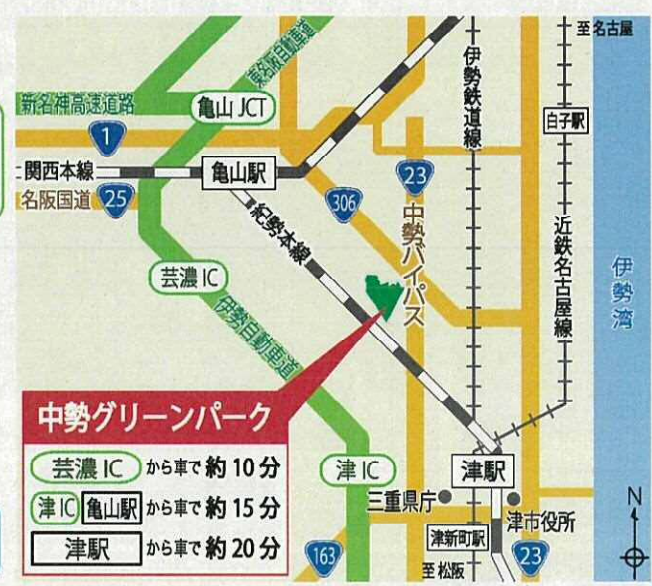 至名古屋
東名阪自動車道
伊勢鉄道線
新名神高速道路
亀山JCT
1
白子駅
関西本線
亀山駅
23
名阪国道
25
306
中勢バイパス
紀勢本線
近鉄名古屋線
伊勢湾
芸濃IC
伊勢自動車道
中勢グリーンパーク
芸濃IC から車で 約10分
津IC 亀山駅 から車で 約15分
津駅 から車で 約20分
津IC
津駅
三重県庁
津市役所
津新町駅
163
至松阪
23
N